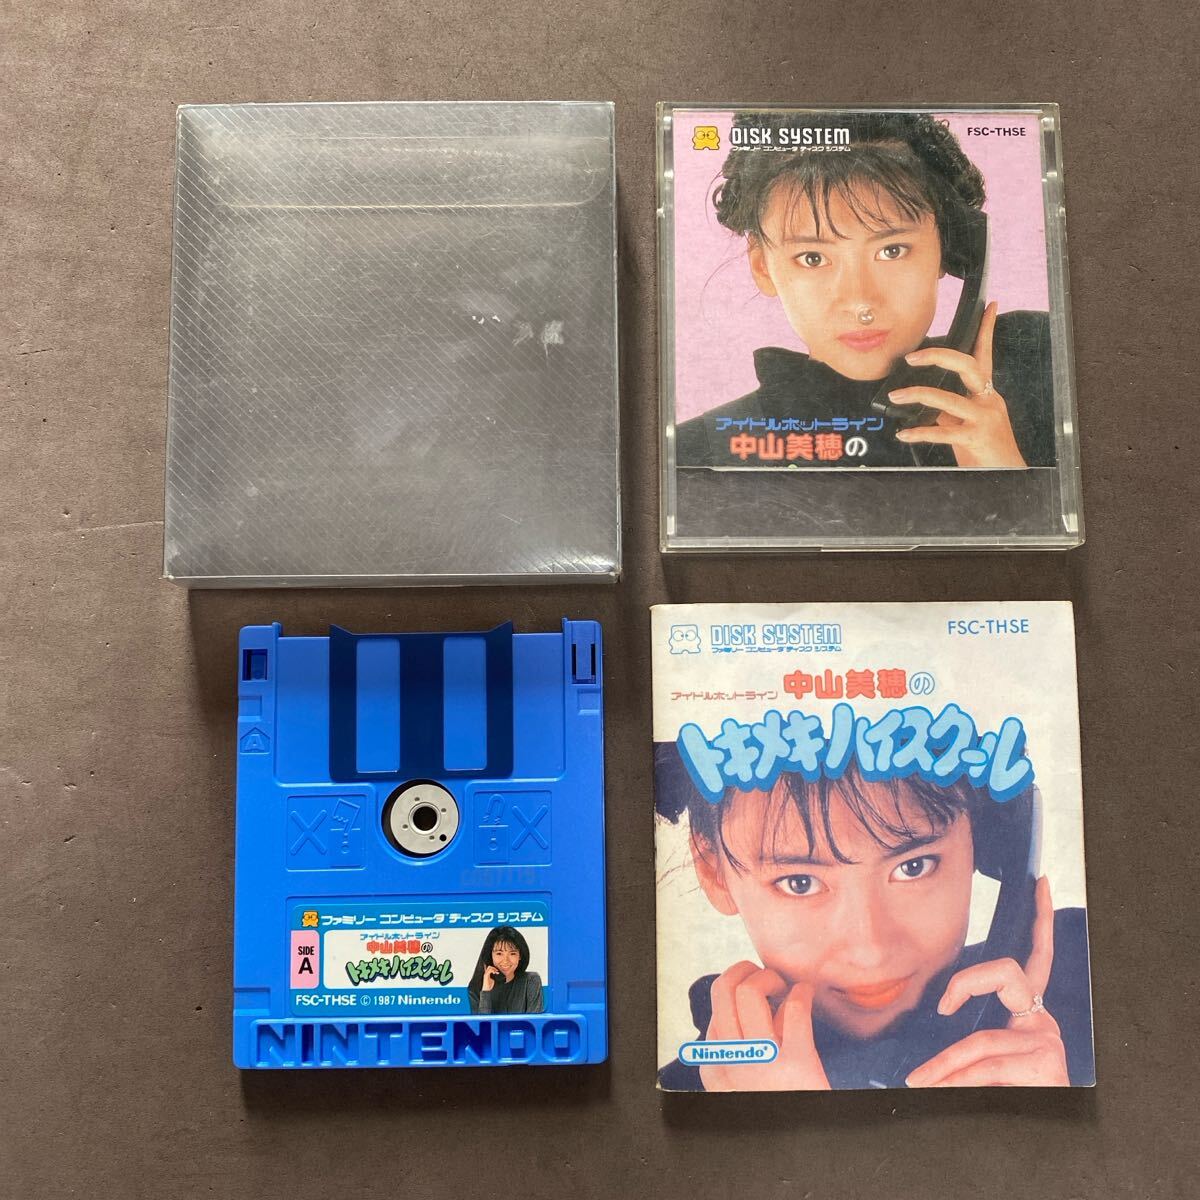 DISK SYSTEM
FSC-THSE
ファミリー コンピュータ ディスク システム
アイドルホットライン
中山美穂の
DISK SYSTEM
FSC-THSE
ファミリー コンピュータ ディスク システム
アイドルホットライン 中山美穂の
トキメキハイスクール
Nintendo®
A
ファミリー コンピュータ ディスク システム
SIDE
A
アイドルホットライン
中山美穂の
トキメキハイスクール
FSC-THSE © 1987 Nintendo
NINTENDO